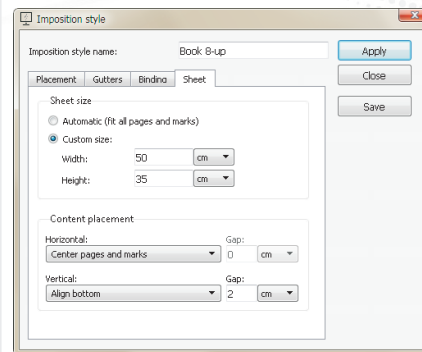 Imposition style
Imposition style name: Book 8-up Apply
Placement Gutters Binding Sheet Close
Sheet size Save
Automatic (fit all pages and marks)
Custom size:
Width: 50 cm
Height: 35 cm
Content placement
Horizontal: Gap:
Center pages and marks 0 cm
Vertical: Gap:
Align bottom 2 cm